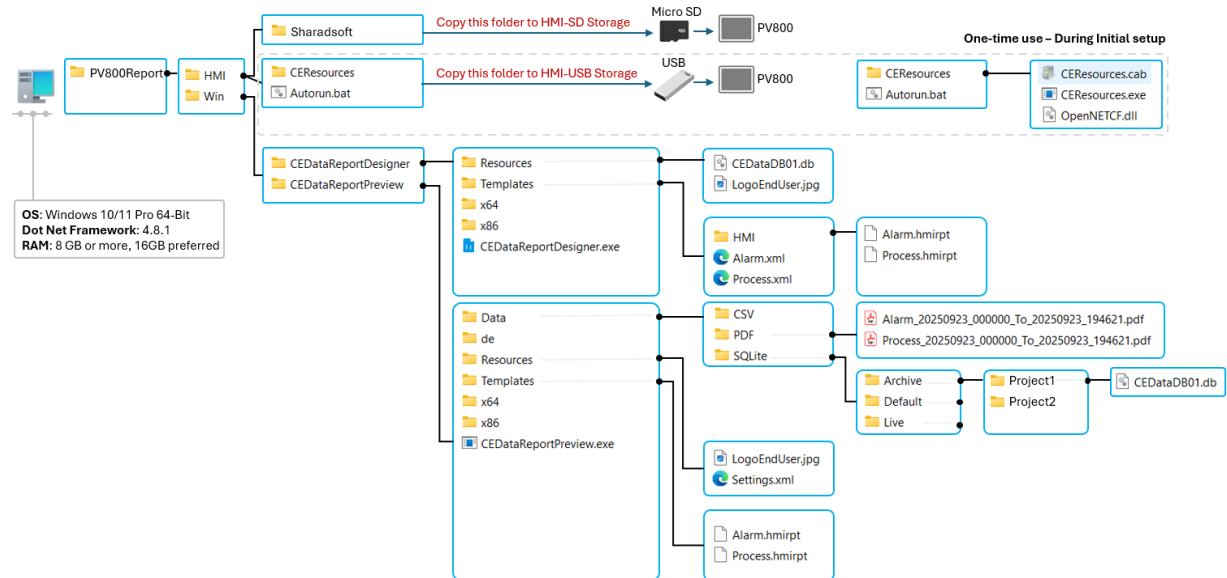 Micro SD
Sharadsoft
Copy this folder to HMI-SD Storage
PV800
One-time use – During Initial setup
PV800Report
HMI
Win
CEResources
Autorun.bat
Copy this folder to HMI-USB Storage
USB
PV800
CEResources
Autorun.bat
CEResources.cab
CEResources.exe
OpenNETCF.dll
OS: Windows 10/11 Pro 64-Bit
Dot Net Framework: 4.8.1
RAM: 8 GB or more, 16GB preferred
CEDataReportDesigner
CEDataReportPreview
Resources
Templates
x64
x86
CEDataReportDesigner.exe
CEDataDB01.db
LogoEndUser.jpg
HMI
Alarm.xml
Process.xml
Alarm.hmirpt
Process.hmirpt
Data
de
Resources
Templates
x64
x86
CEDataReportPreview.exe
CSV
PDF
SQLite
Alarm_20250923_000000_To_20250923_194621.pdf
Process_20250923_000000_To_20250923_194621.pdf
Archive
Default
Live
Project1
Project2
CEDataDB01.db
LogoEndUser.jpg
Settings.xml
Alarm.hmirpt
Process.hmirpt